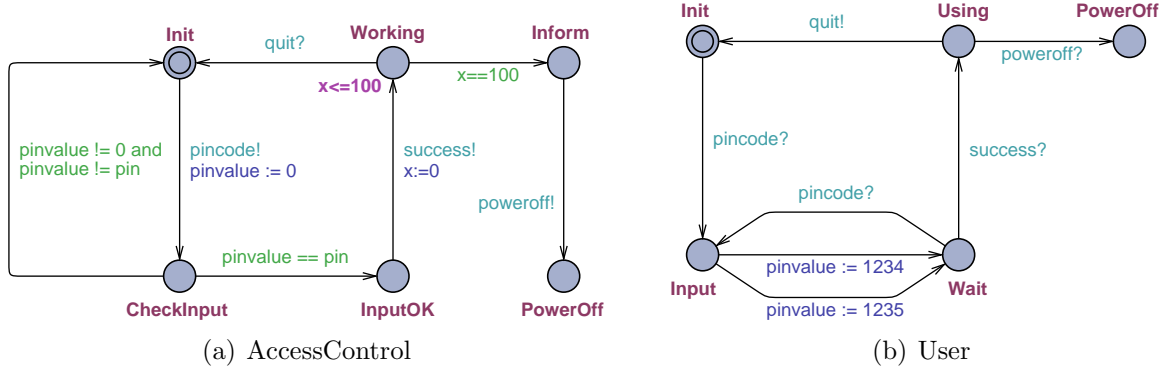 Init
Working
Inform
quit?
x<=100
x==100
pinvalue != 0 and
pinvalue != pin
pincode!
pinvalue := 0
success!
x:=0
poweroff!
pinvalue == pin
CheckInput
InputOK
PowerOff
(a) AccessControl
Init
Using
PowerOff
quit!
poweroff?
pincode?
success?
pincode?
pinvalue := 1234
Input
Wait
pinvalue := 1235
(b) User